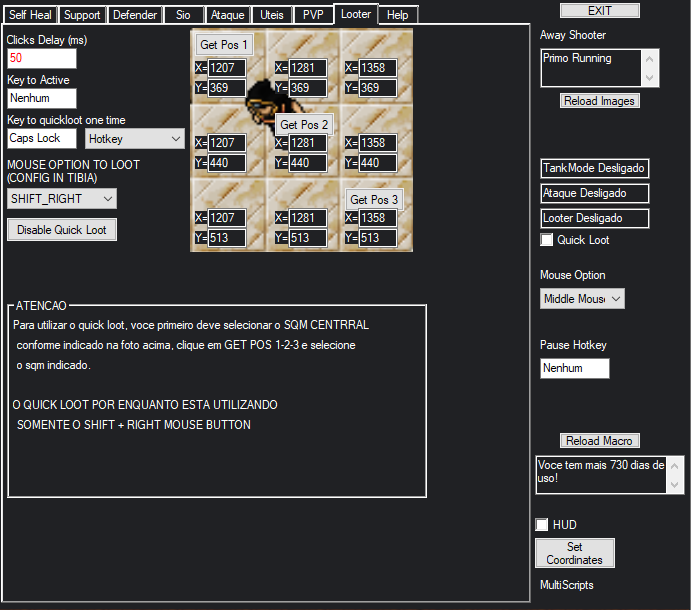 Self Heal Support Defender Sio Ataque Uteis PVP Looter Help
Clicks Delay (ms)
50
Key to Active
Nenhum
Key to quickloot one time
Caps Lock Hotkey
MOUSE OPTION TO LOOT
(CONFIG IN TIBIA)
SHIFT_RIGHT
Disable Quick Loot
Get Pos 1
X= 1207 X= 1281 X= 1358
Y= 369 Y= 369 Y= 369
Get Pos 2
X= 1207 X= 1281 X= 1358
Y= 440 Y= 440 Y= 440
Get Pos 3
X= 1207 X= 1281 X= 1358
Y= 513 Y= 513 Y= 513
ATENCAO
Para utilizar o quick loot, voce primeiro deve selecionar o SQM CENTRRAL
conforme indicado na foto acima, clique em GET POS 1-2-3 e selecione
o sqm indicado.
O QUICK LOOT POR ENQUANTO ESTA UTILIZANDO
SOMENTE O SHIFT + RIGHT MOUSE BUTTON
EXIT
Away Shooter
Primo Running
Reload Images
TankMode Desligado
Ataque Desligado
Looter Desligado
Quick Loot
Mouse Option
Middle Mouse
Pause Hotkey
Nenhum
Reload Macro
Voce tem mais 730 dias de
uso!
HUD
Set
Coordinates
MultiScripts